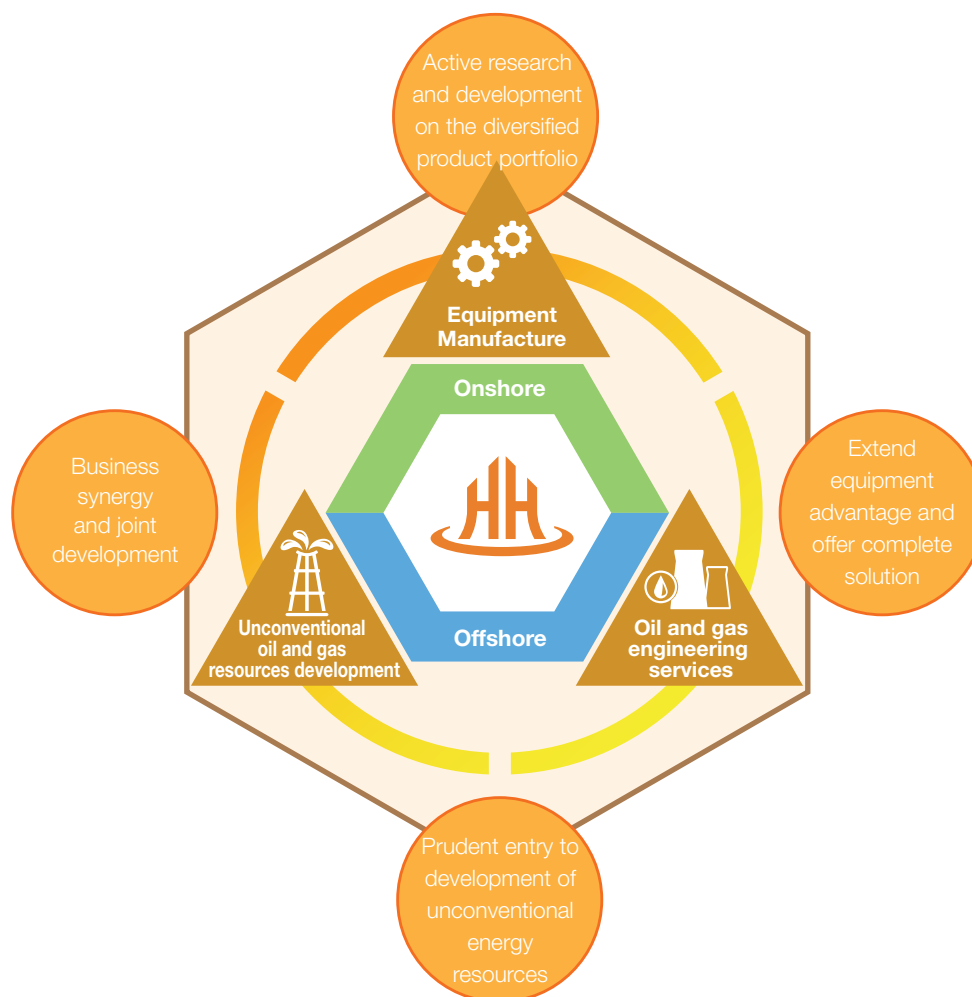 Active research
and development
on the diversified
product portfolio
Equipment
Manufacture
Onshore
Business
synergy
and joint
development
Extend
equipment
advantage and
offer complete
solution
Unconventional
oil and gas
resources development
Offshore
Oil and gas
engineering
services
Prudent entry to
development of
unconventional
energy
resources